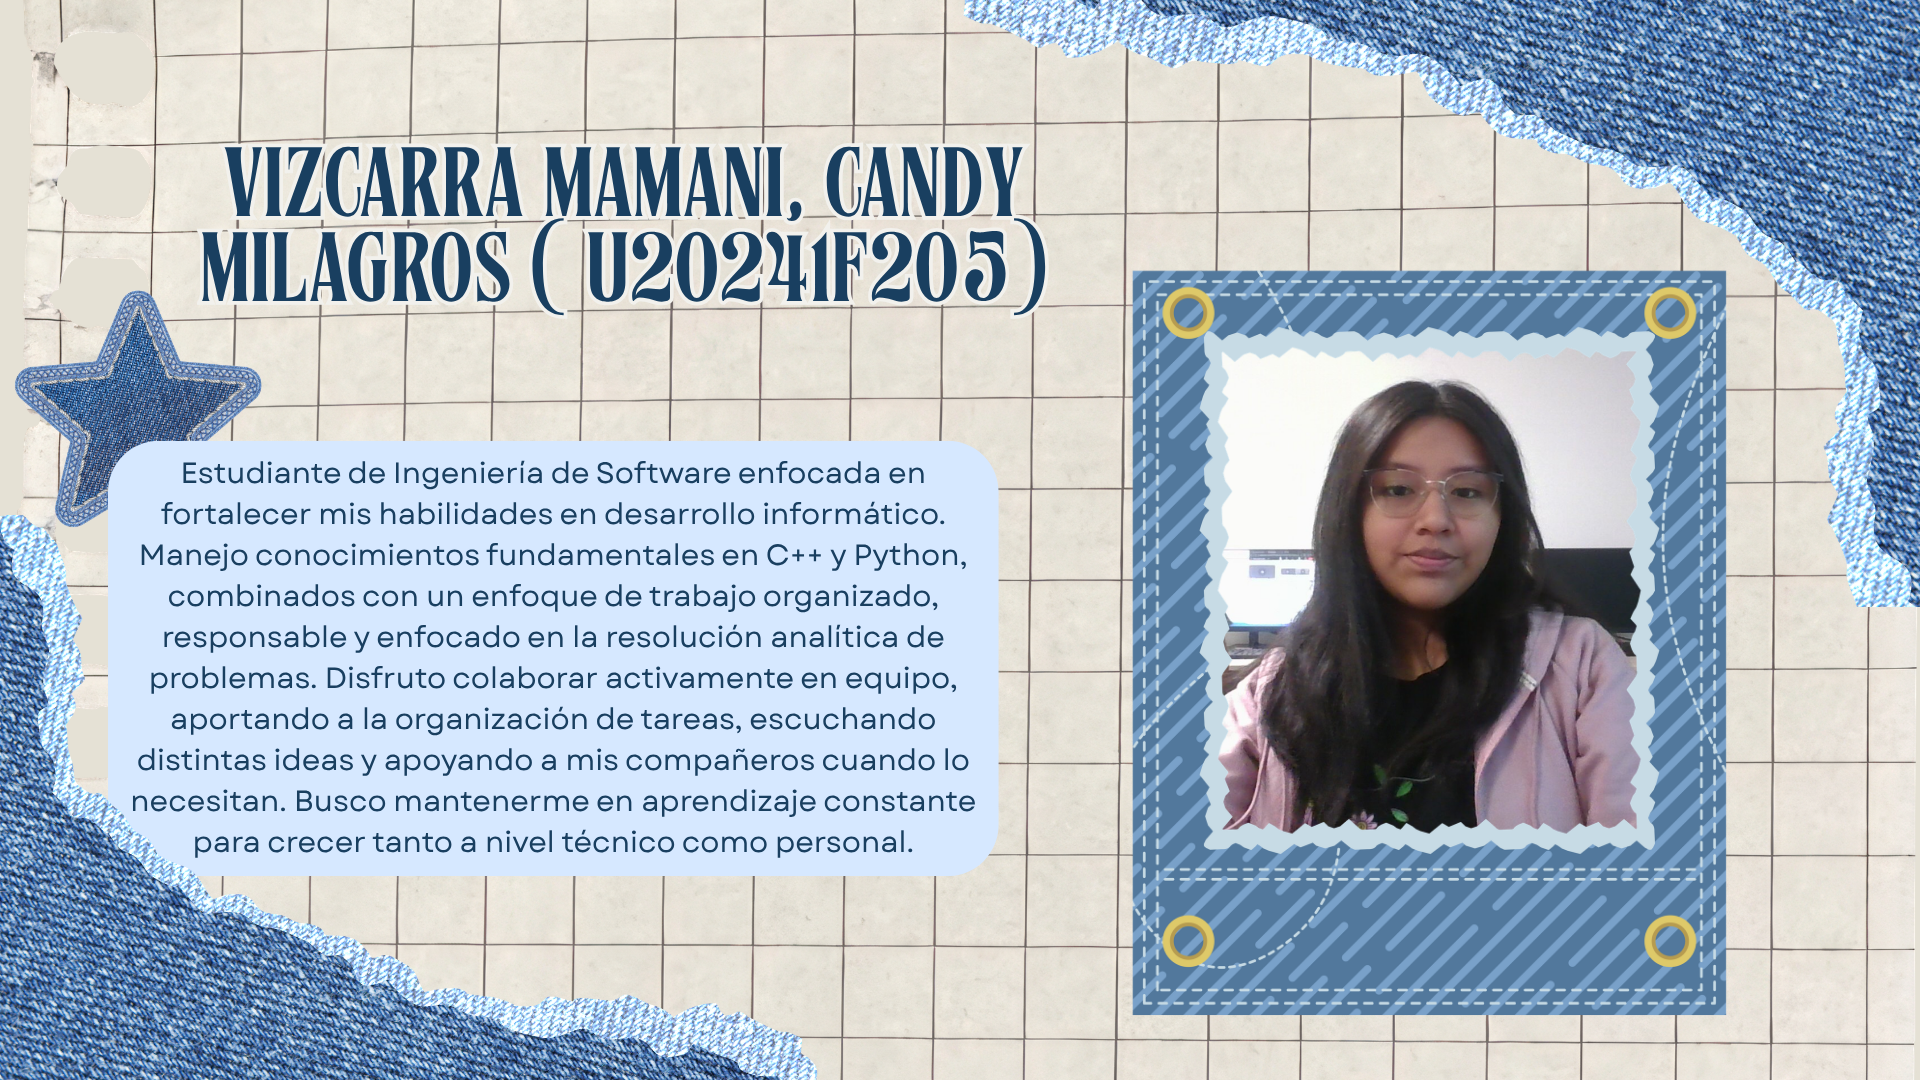 VIZCARRA MAMANI, CANDY
MILAGROS ( U20241F205)
Estudiante de Ingeniería de Software enfocada en
fortalecer mis habilidades en desarrollo informático.
Manejo conocimientos fundamentales en C++ y Python,
combinados con un enfoque de trabajo organizado,
responsable y enfocado en la resolución analítica de
problemas. Disfruto colaborar activamente en equipo,
aportando a la organización de tareas, escuchando
distintas ideas y apoyando a mis compañeros cuando lo
necesitan. Busco mantenerme en aprendizaje constante
para crecer tanto a nivel técnico como personal.